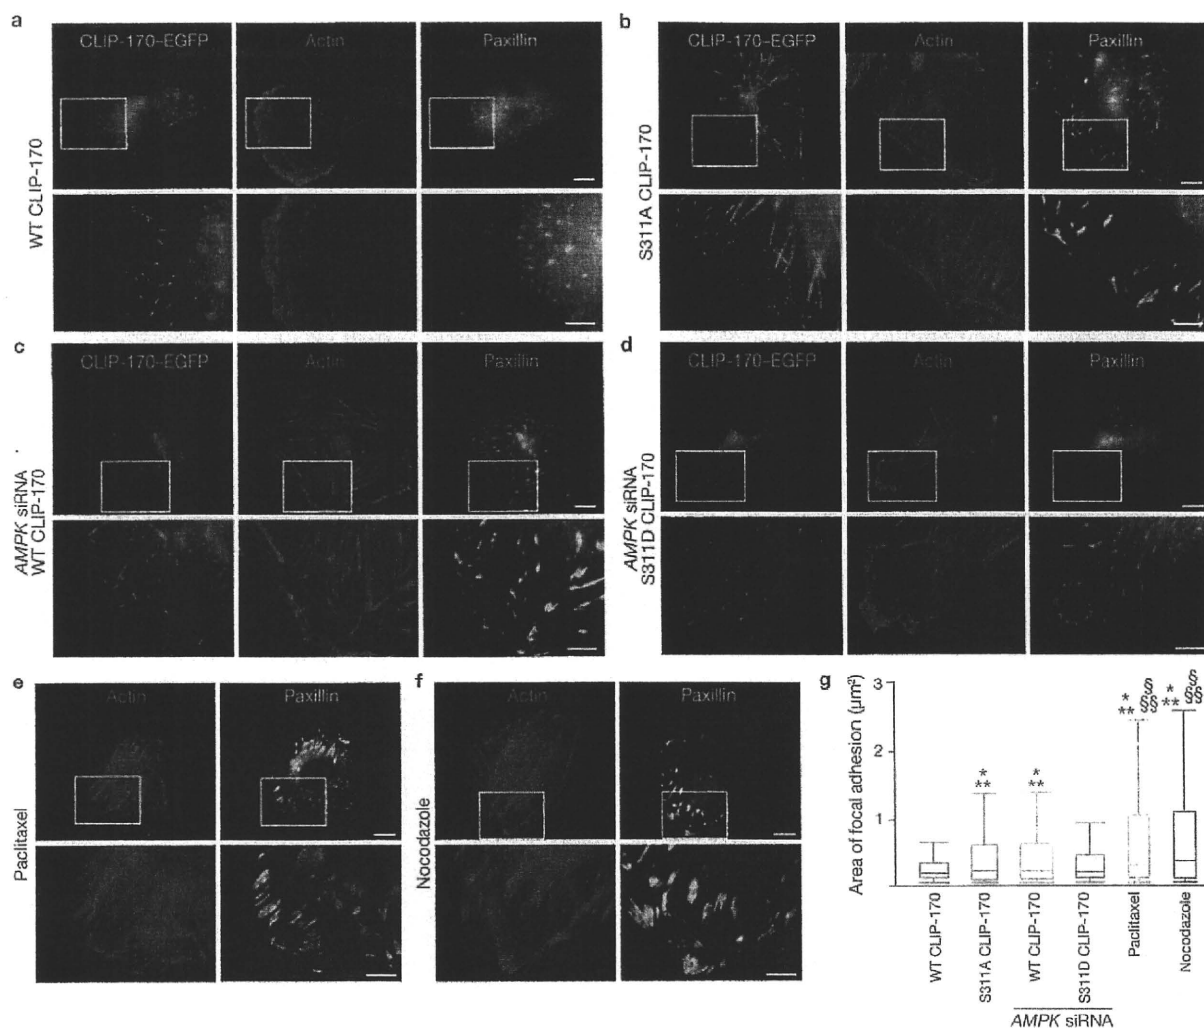 a
CLIP-170–EGFP
Actin
Paxillin
WT CLIP-170
b
CLIP-170–EGFP
Actin
Paxillin
S311A CLIP-170
c
CLIP-170–EGFP
Actin
Paxillin
AMPK siRNA
WT CLIP-170
d
CLIP-170–EGFP
Actin
Paxillin
AMPK siRNA
S311D CLIP-170
e
Actin
Paxillin
Paclitaxel
f
Actin
Paxillin
Nocodazole
g
Area of focal adhesion (µm²)
3
2
1
*
**
*
**
* §
** §§
* §
** §§
WT CLIP-170
S311A CLIP-170
WT CLIP-170
S311D CLIP-170
Paclitaxel
Nocodazole
AMPK siRNA